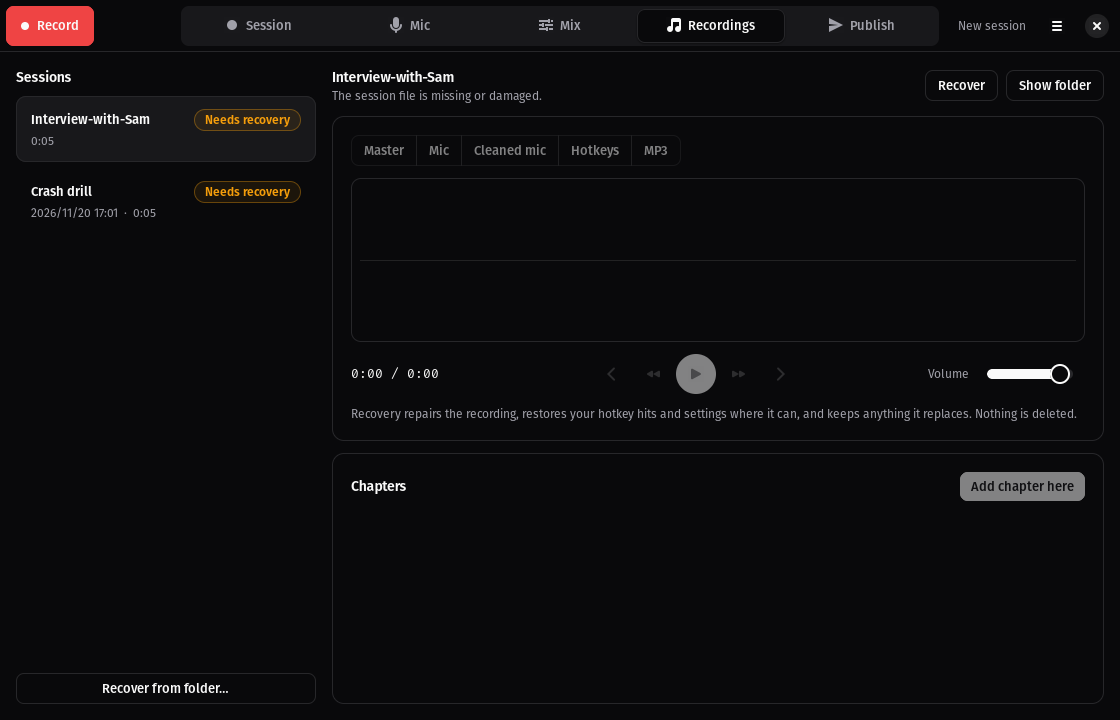 Record
Session
Mic
Mix
Recordings
Publish
New session
Sessions
Interview-with-Sam
Needs recovery
0:05
Crash drill
Needs recovery
2026/11/20 17:01 · 0:05
Recover from folder...
Interview-with-Sam
The session file is missing or damaged.
Recover
Show folder
Master
Mic
Cleaned mic
Hotkeys
MP3
0:00 / 0:00
Volume
Recovery repairs the recording, restores your hotkey hits and settings where it can, and keeps anything it replaces. Nothing is deleted.
Chapters
Add chapter here